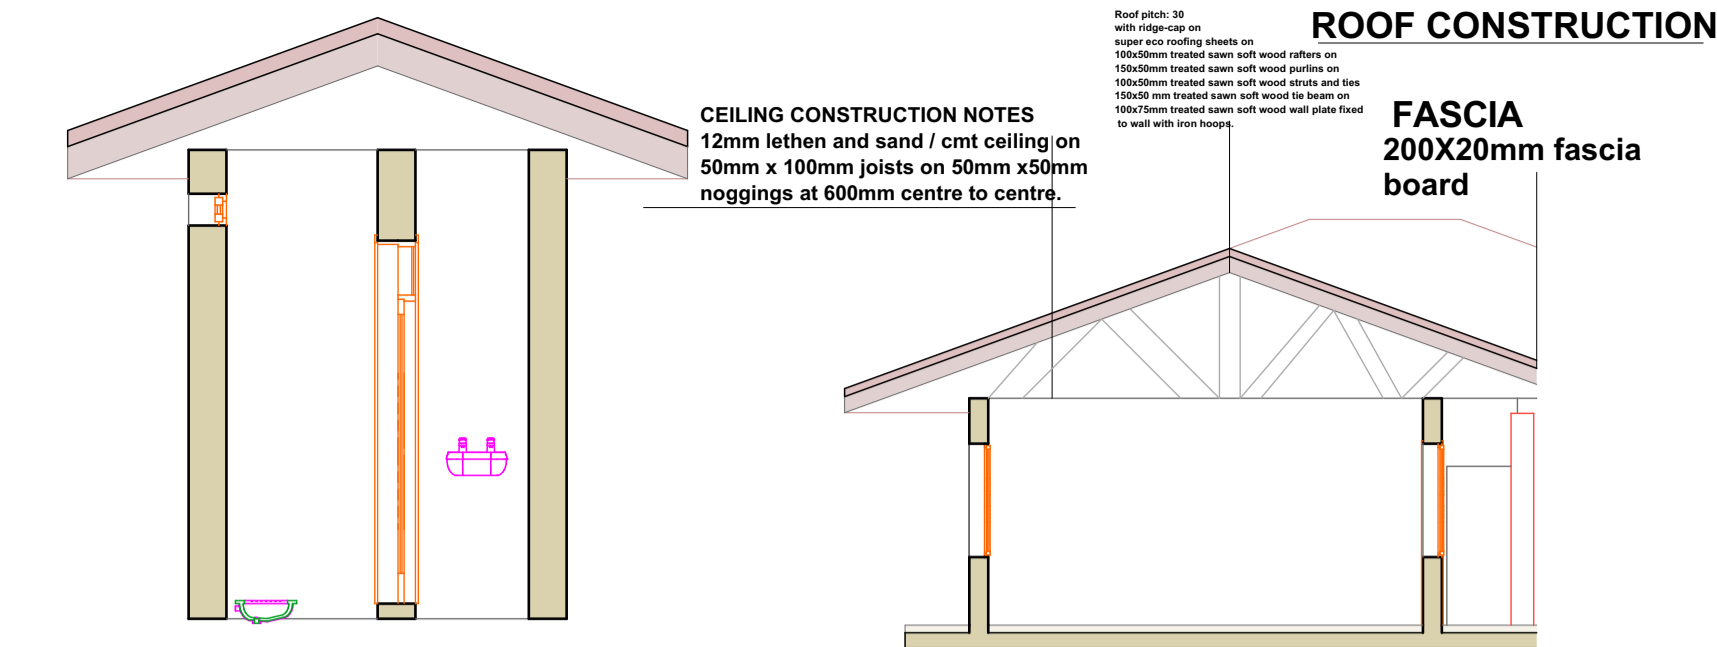 Roof pitch: 30
with ridge-cap on
super eco roofing sheets on
100x50mm treated sawn soft wood rafters on
150x50mm treated sawn soft wood purlins on
100x50mm treated sawn soft wood struts and ties
150x50 mm treated sawn soft wood tie beam on
100x75mm treated sawn soft wood wall plate fixed
to wall with iron hoops.
ROOF CONSTRUCTION
CEILING CONSTRUCTION NOTES
12mm lethen and sand / cmt ceiling on
50mm x 100mm joists on 50mm x50mm
noggings at 600mm centre to centre.
FASCIA
200X20mm fascia
board